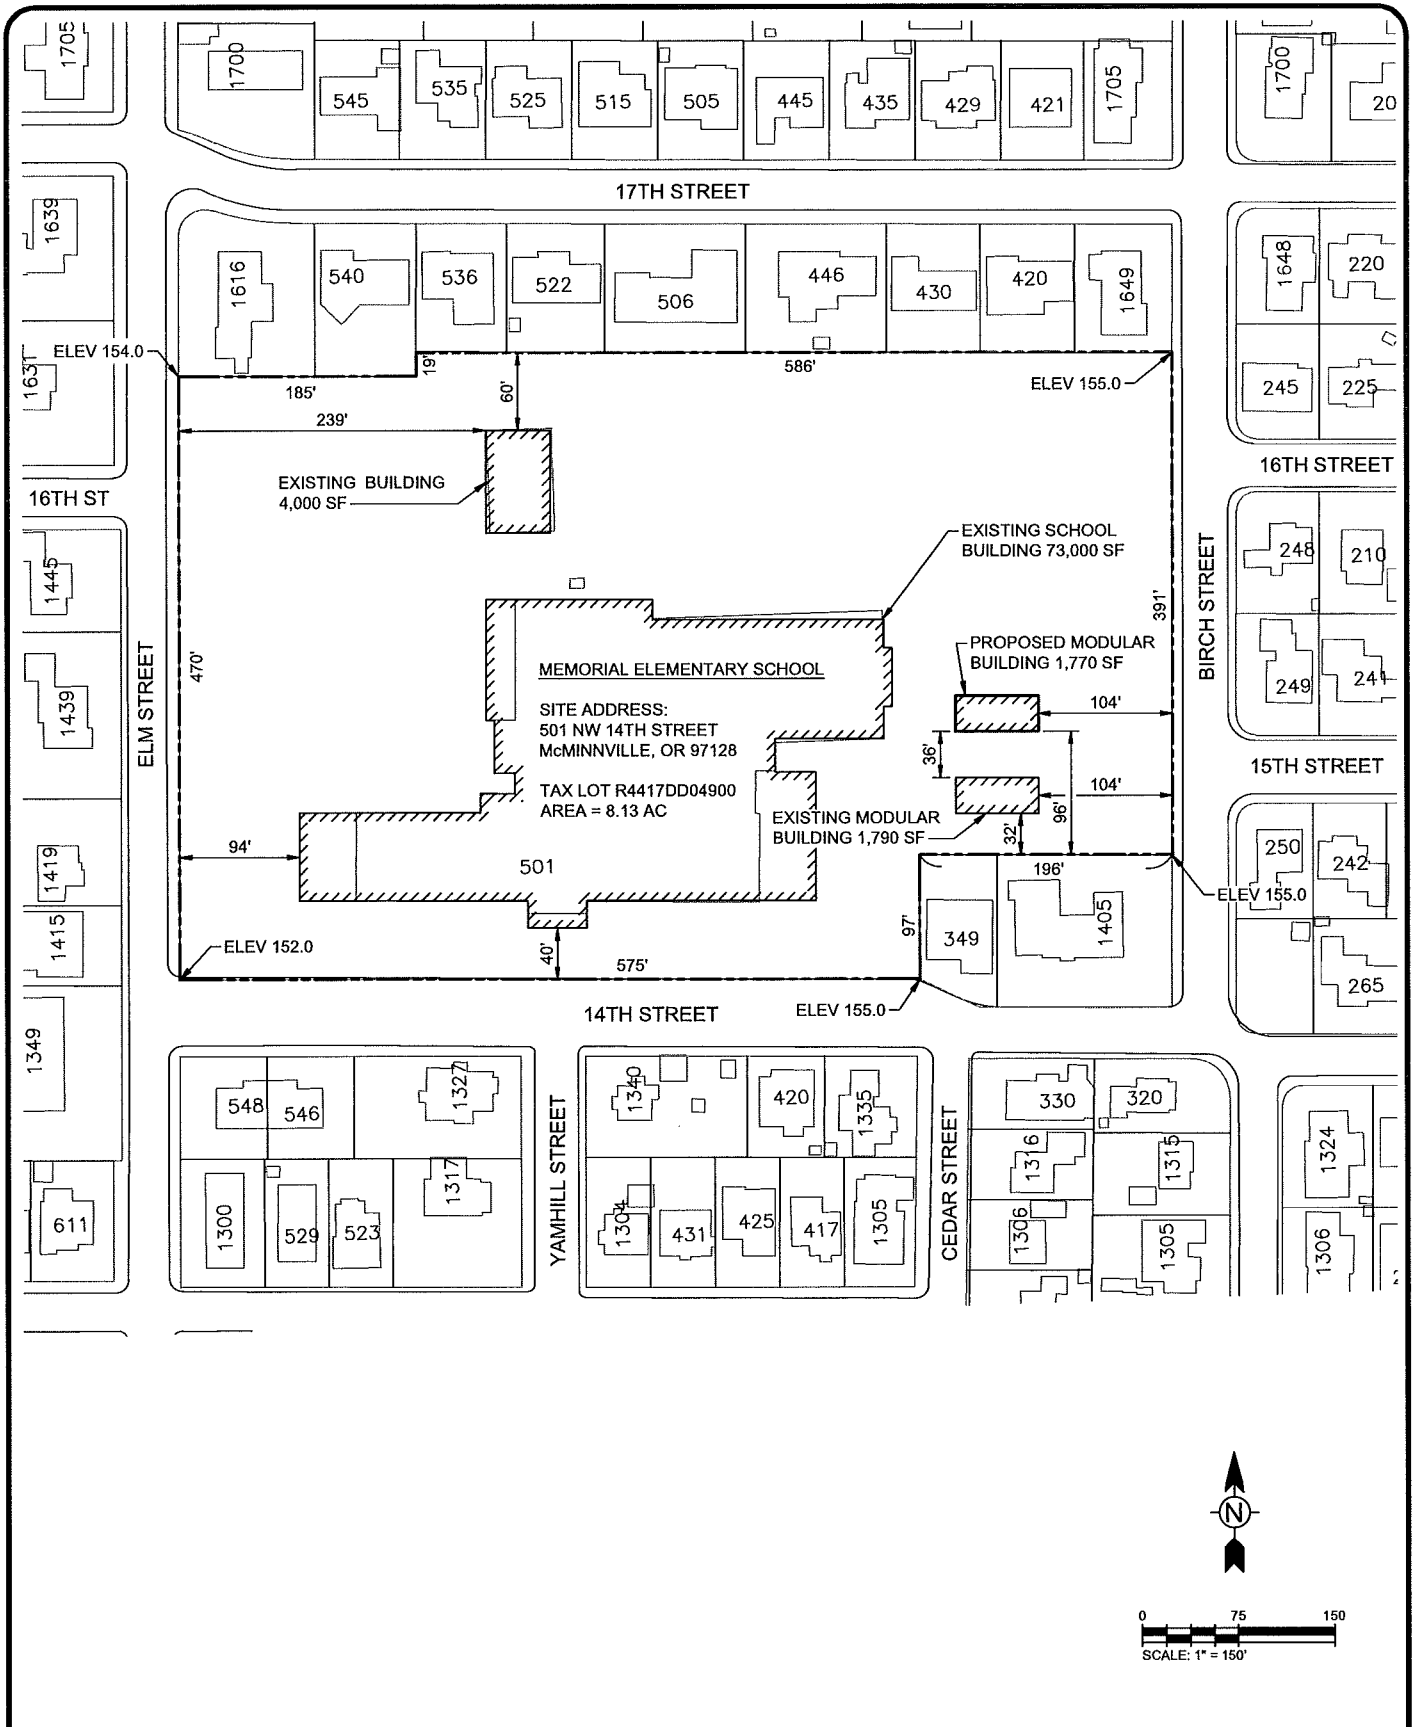 1705
1700
545
535
525
515
505
445
435
429
421
1705
1700
20
17TH STREET
1639
1616
540
536
522
506
446
430
420
1649
1648
220
ELEV 154.0
1631
185'
19'
586'
ELEV 155.0
245
225
239'
60'
EXISTING BUILDING
4,000 SF
16TH ST
16TH STREET
EXISTING SCHOOL
BUILDING 73,000 SF
248
210
1445
BIRCH STREET
391'
ELM STREET
470'
MEMORIAL ELEMENTARY SCHOOL
PROPOSED MODULAR
BUILDING 1,770 SF
249
241
1439
SITE ADDRESS:
501 NW 14TH STREET
McMINNVILLE, OR 97128
104'
36'
15TH STREET
TAX LOT R4417DD04900
AREA = 8.13 AC
104'
96'
EXISTING MODULAR
BUILDING 1,790 SF
32'
94'
501
196'
250
242
1419
ELEV 155.0
1415
ELEV 152.0
97'
349
1405
40'
575'
265
ELEV 155.0
14TH STREET
1349
548
546
1327
1340
420
1335
330
320
YAMHILL STREET
CEDAR STREET
1324
1316
1315
1317
611
1300
529
523
1304
431
425
417
1305
1306
1305
1306
N
0 75 150
SCALE: 1" = 150'